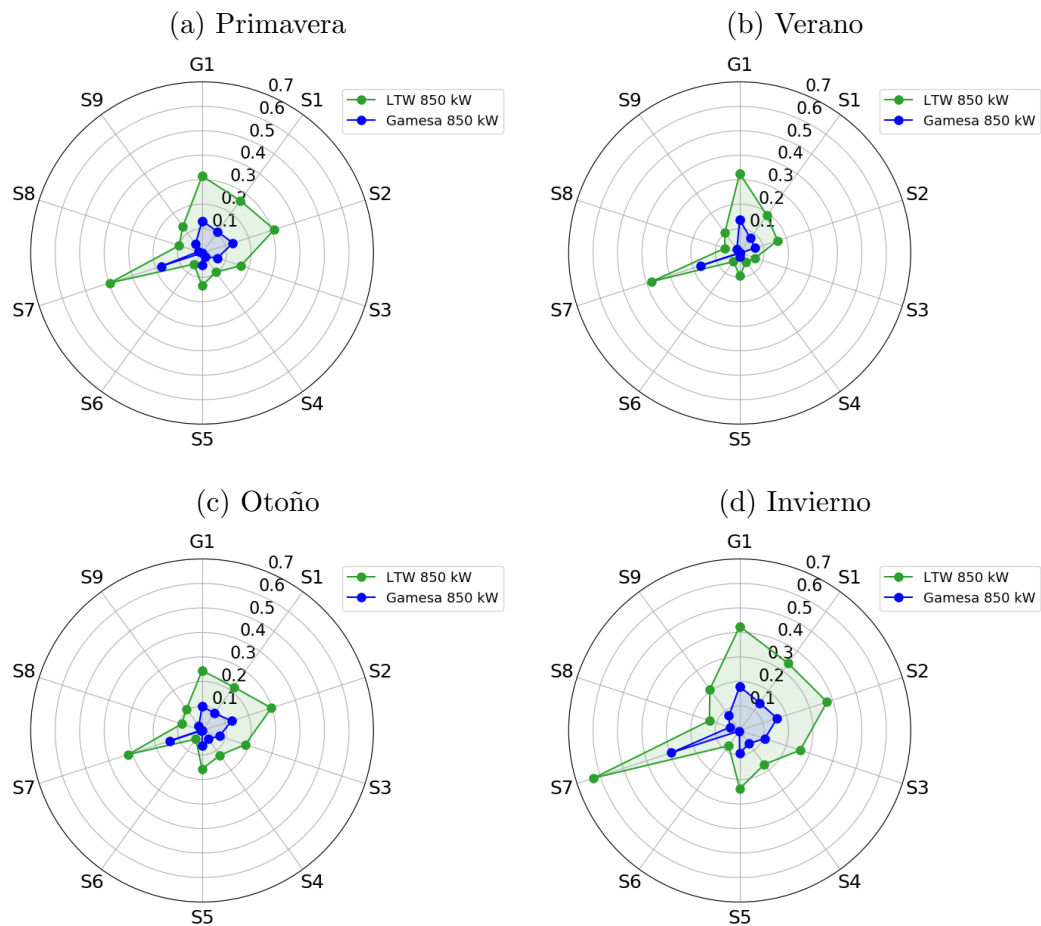 (a) Primavera
G1
S1
S2
S3
S4
S5
S6
S7
S8
S9
0.1
0.2
0.3
0.4
0.5
0.6
0.7
LTW 850 kW
Gamesa 850 kW
(b) Verano
G1
S1
S2
S3
S4
S5
S6
S7
S8
S9
0.1
0.2
0.3
0.4
0.5
0.6
0.7
LTW 850 kW
Gamesa 850 kW
(c) Otoño
G1
S1
S2
S3
S4
S5
S6
S7
S8
S9
0.1
0.2
0.3
0.4
0.5
0.6
0.7
LTW 850 kW
Gamesa 850 kW
(d) Invierno
G1
S1
S2
S3
S4
S5
S6
S7
S8
S9
0.1
0.2
0.3
0.4
0.5
0.6
0.7
LTW 850 kW
Gamesa 850 kW